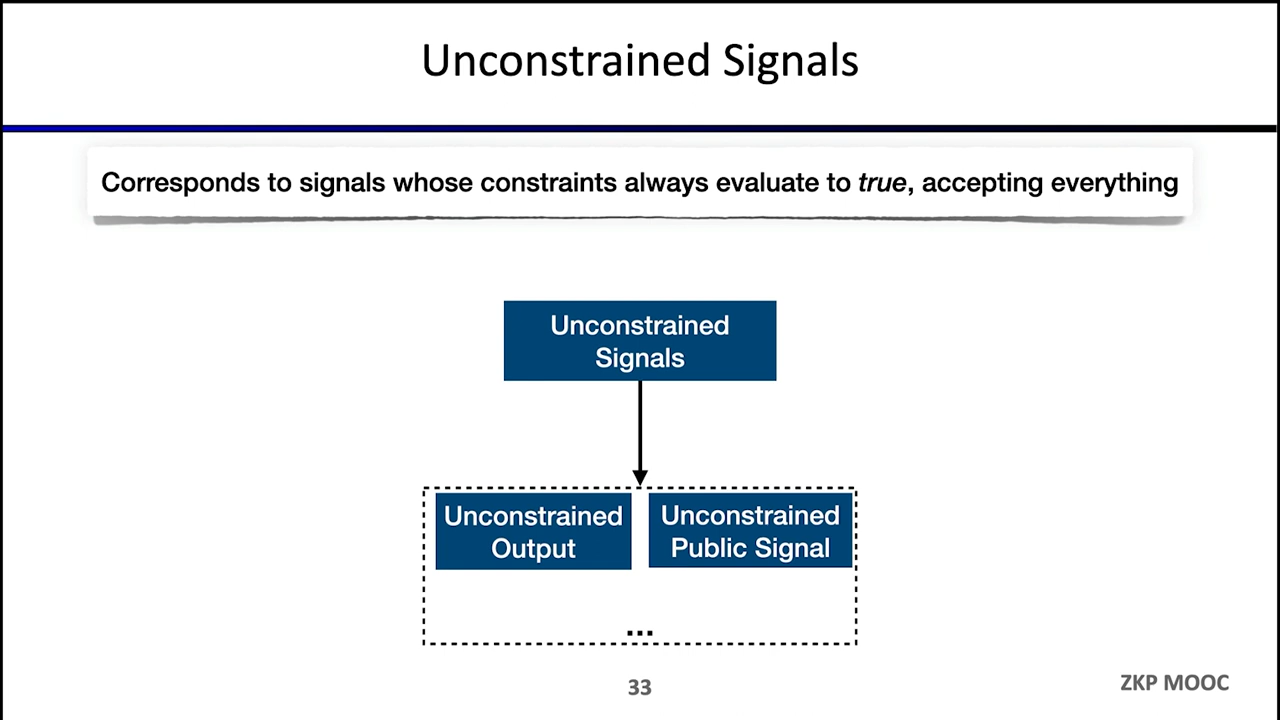 Unconstrained Signals
Corresponds to signals whose constraints always evaluate to true, accepting everything
Unconstrained
Signals
Unconstrained
Output
Unconstrained
Public Signal
...
33
ZKP MOOC